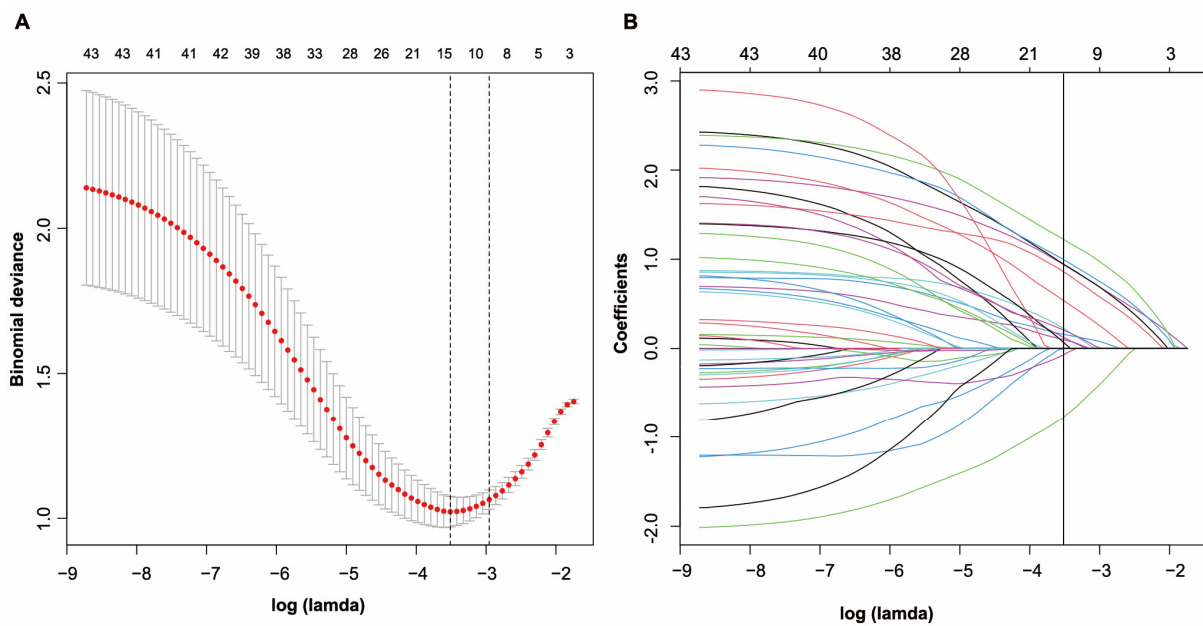 A
43 43 41 41 42 39 38 33 28 26 21 15 10 8 5 3
Binomial deviance
2.5
2.0
1.5
1.0
−9 −8 −7 −6 −5 −4 −3 −2
log (lamda)
B
43 43 40 38 28 21 9 3
Coefficients
3.0
2.0
1.0
0.0
-1.0
-2.0
−9 −8 −7 −6 −5 −4 −3 −2
log (lamda)